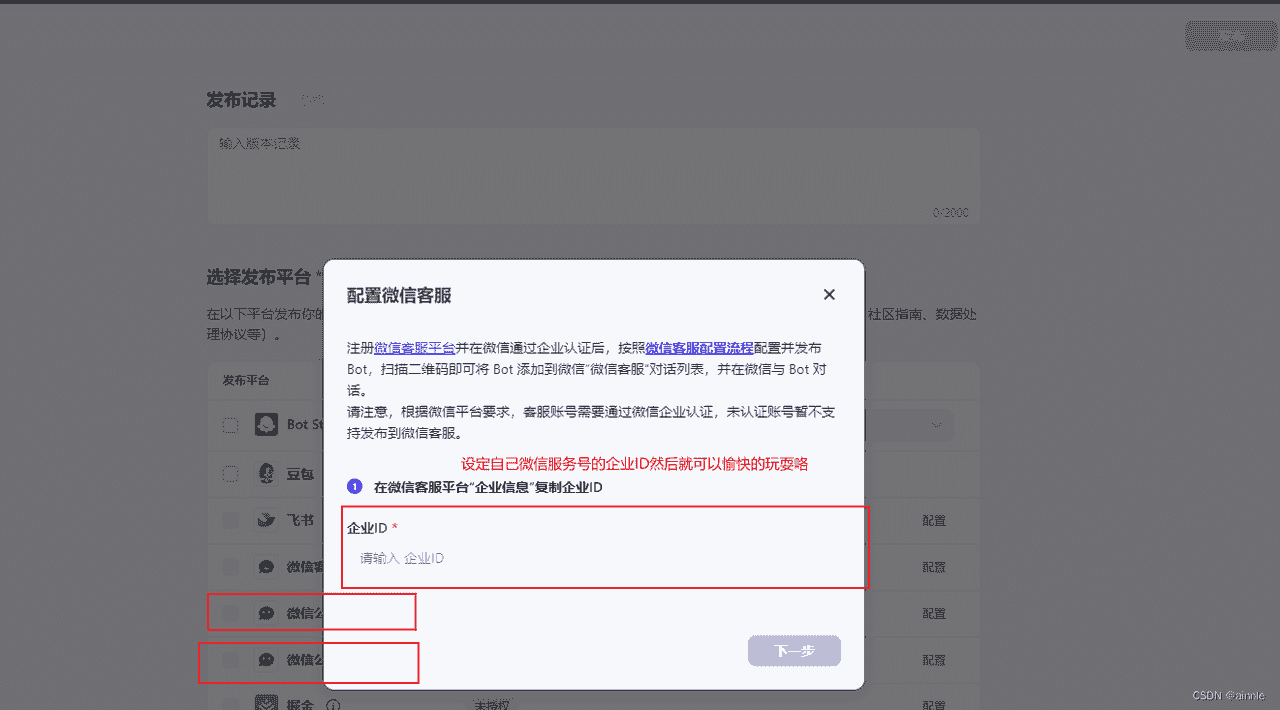 发布记录
输入版本记录
0/2000
选择发布平台 *
在以下平台发布你的
社区指南、数据处
理协议等）。
配置微信客服
注册微信客服平台并在微信通过企业认证后，按照微信客服配置流程配置并发布
Bot，扫描二维码即可将 Bot 添加到微信“微信客服”对话列表，并在微信与 Bot 对
话。
请注意，根据微信平台要求，客服账号需要通过微信企业认证，未认证账号暂不支
持发布到微信客服。
设定自己微信服务号的企业ID然后就可以愉快的玩耍咯
1 在微信客服平台“企业信息”复制企业ID
企业ID *
请输入 企业ID
下一步
发布平台
Bot St
豆包
飞书 配置
微信客 配置
微信公 配置
微信公 配置
掘金 未授权 配置
CSDN @ainnle